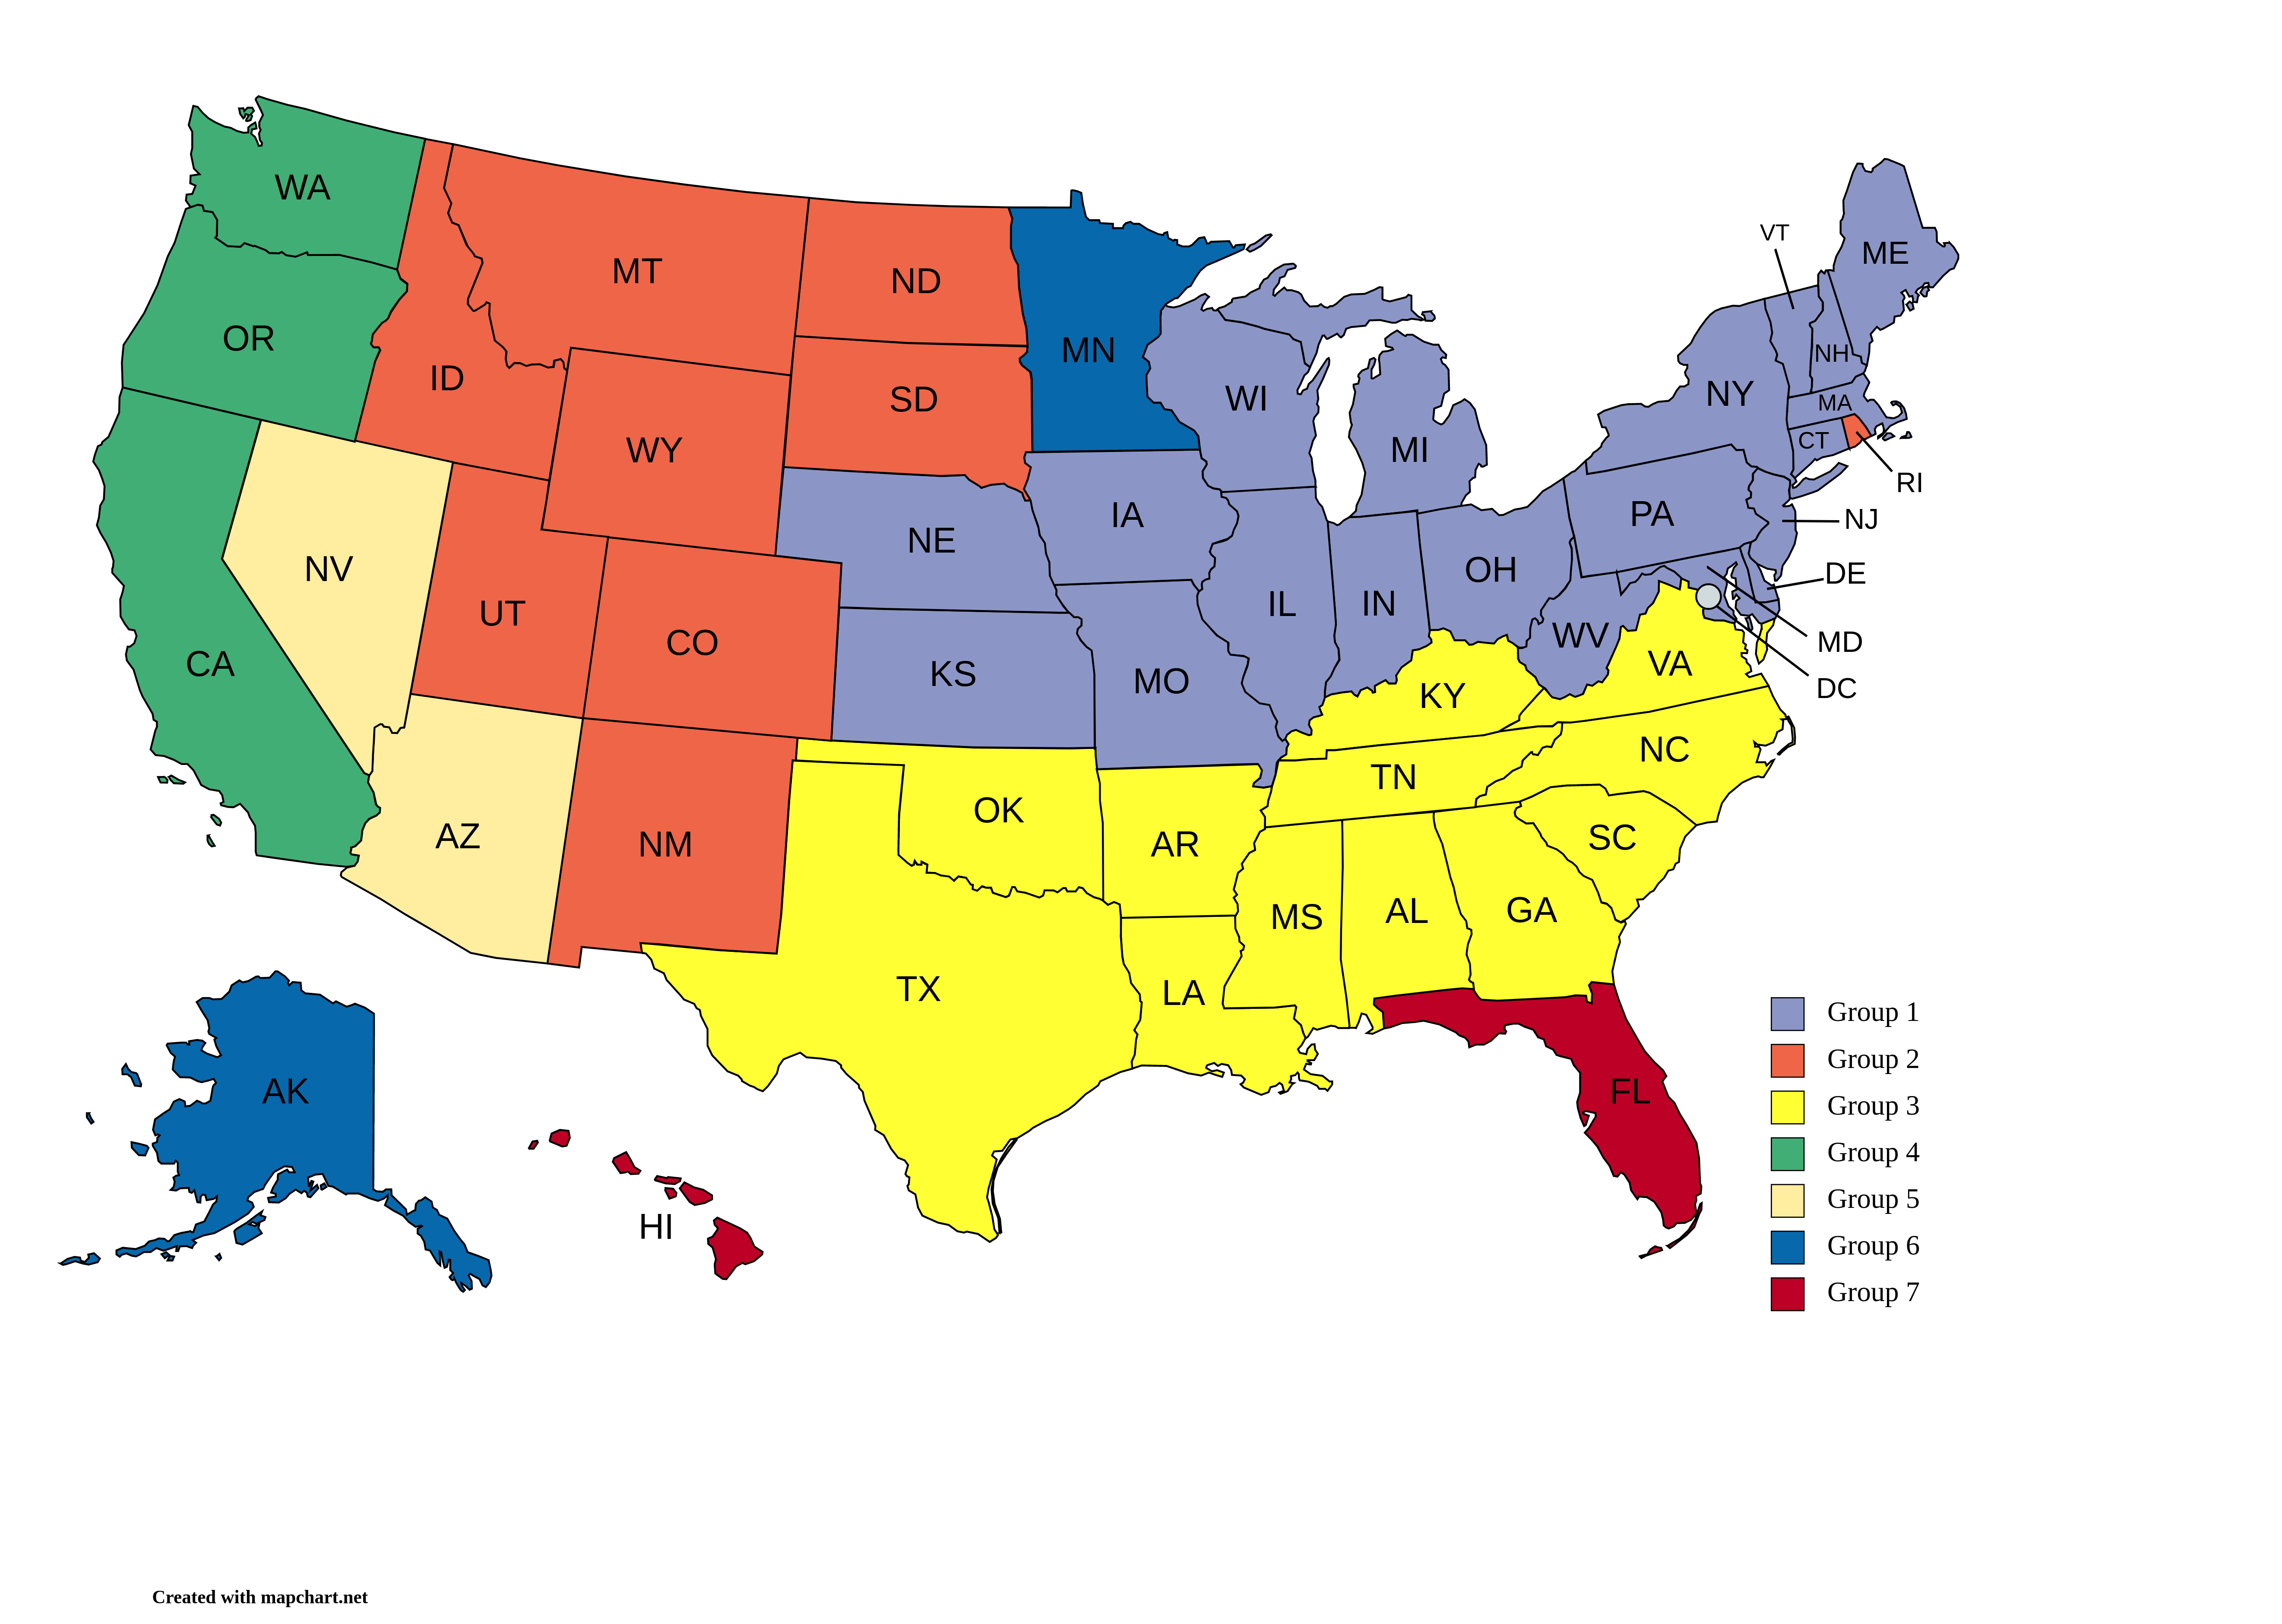 WA
OR
CA
NV
ID
MT
WY
UT
CO
AZ
NM
ND
SD
NE
KS
OK
TX
MN
IA
MO
AR
LA
WI
IL
MI
IN
OH
KY
TN
MS
AL
GA
FL
SC
NC
VA
WV
PA
NY
VT
NH
ME
MA
CT
RI
NJ
DE
MD
DC
AK
HI
Group 1
Group 2
Group 3
Group 4
Group 5
Group 6
Group 7
Created with mapchart.net